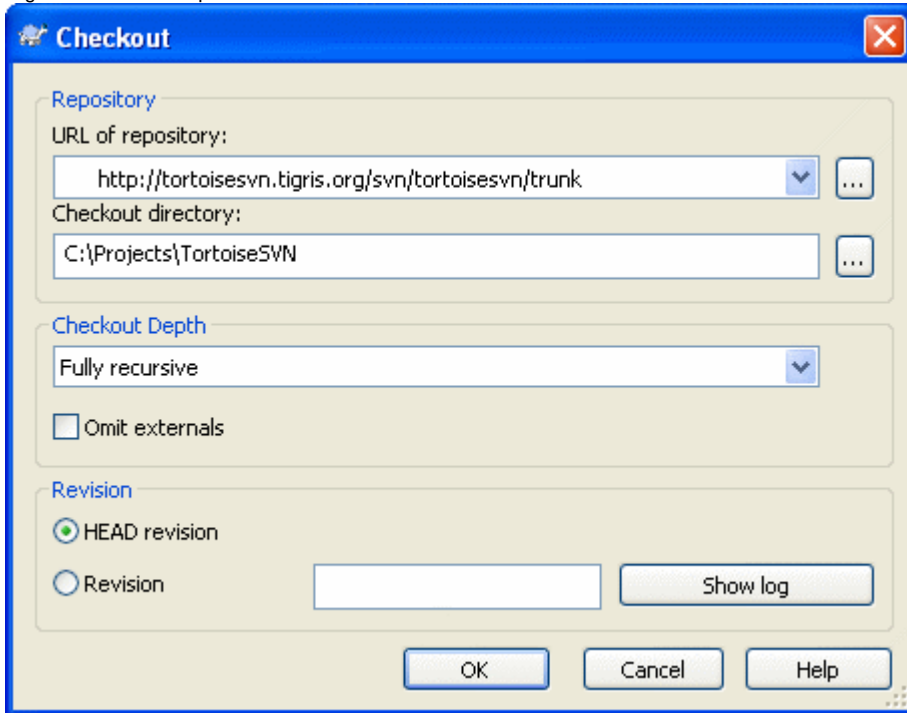 Checkout
Repository
URL of repository:
http://tortoisesvn.tigris.org/svn/tortoisesvn/trunk
...
Checkout directory:
C:\Projects\TortoiseSVN
...
Checkout Depth
Fully recursive
Omit externals
Revision
HEAD revision
Revision
Show log
OK Cancel Help